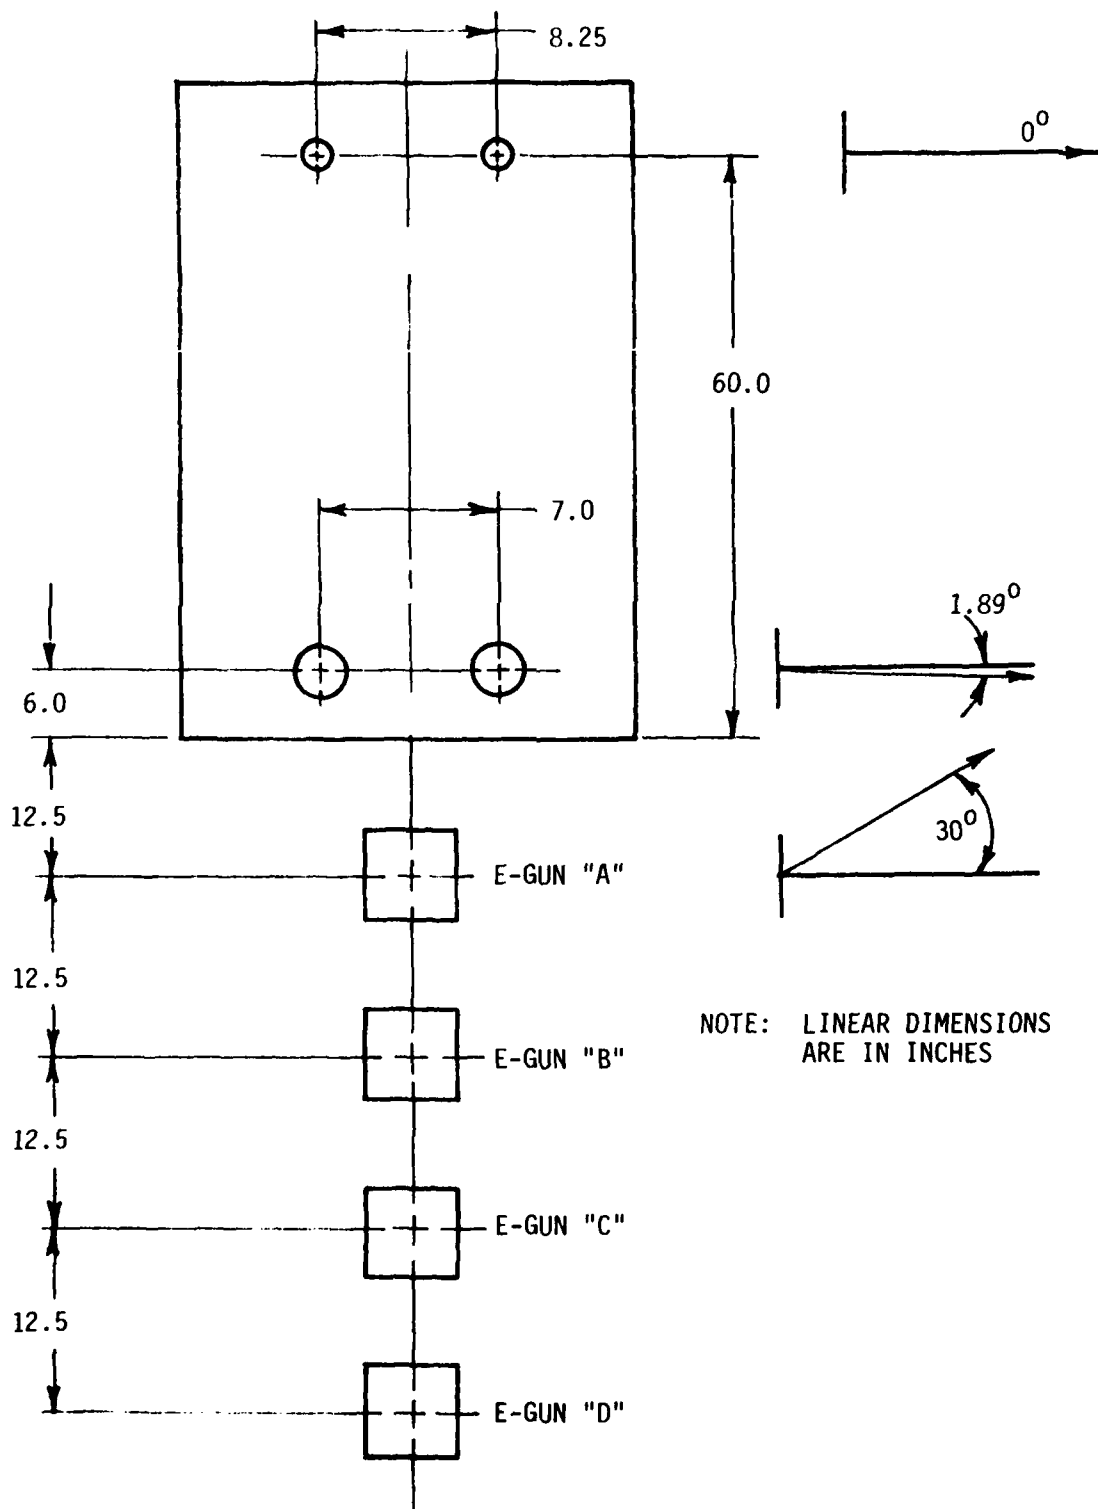 8.25
0°
60.0
7.0
1.89°
6.0
12.5
30°
E-GUN "A"
12.5
NOTE: LINEAR DIMENSIONS
ARE IN INCHES
E-GUN "B"
12.5
E-GUN "C"
12.5
E-GUN "D"